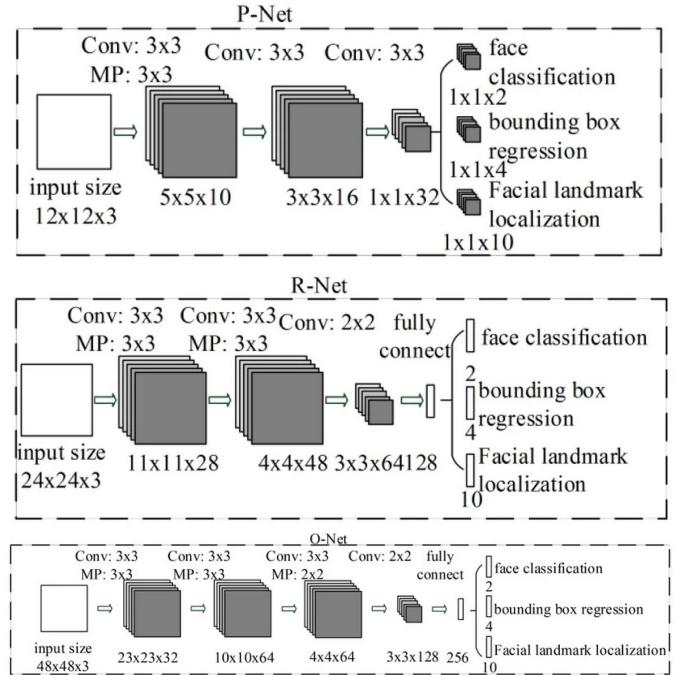 P-Net
Conv: 3x3 Conv: 3x3 Conv: 3x3
MP: 3x3
face
classification
1x1x2
bounding box
regression
1x1x4
Facial landmark
localization
1x1x10
input size
12x12x3
5x5x10 3x3x16 1x1x32
R-Net
Conv: 3x3 Conv: 3x3 Conv: 2x2 fully
MP: 3x3 MP: 3x3 connect
face classification
2
bounding box
regression
4
Facial landmark
localization
10
input size
24x24x3
11x11x28 4x4x48 3x3x64 128
O-Net
Conv: 3x3 Conv: 3x3 Conv: 3x3 Conv: 2x2 fully
MP: 3x3 MP: 3x3 MP: 2x2 connect
face classification
2
bounding box regression
4
Facial landmark localization
10
input size
48x48x3
23x23x32 10x10x64 4x4x64 3x3x128 256